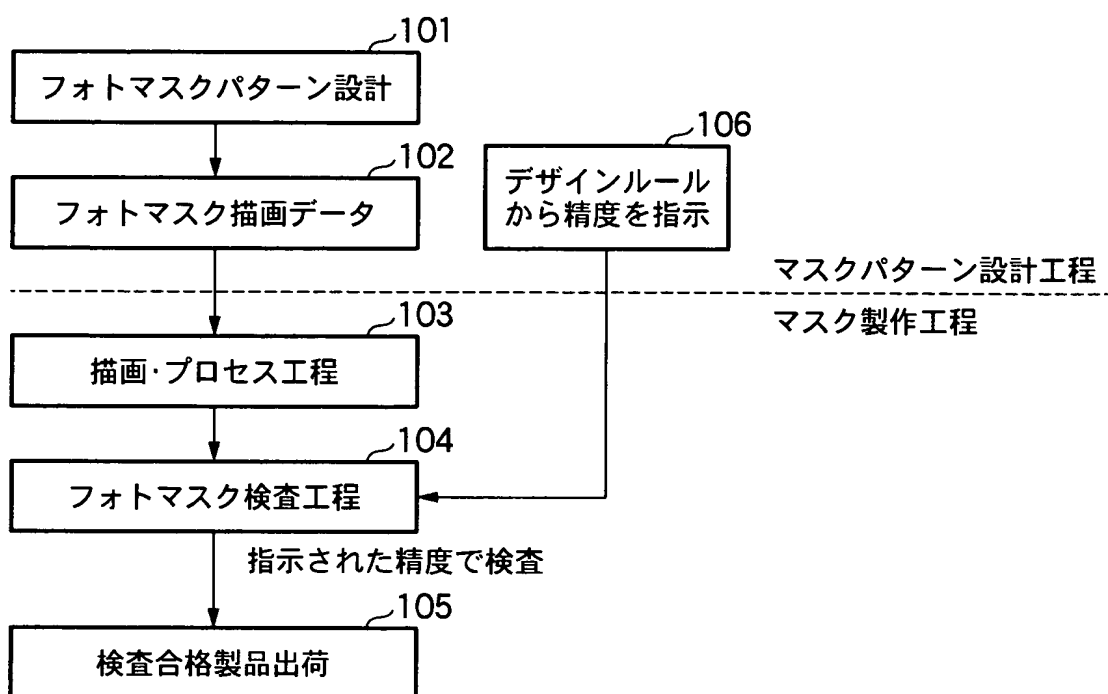 101
フォトマスクパターン設計
102
フォトマスク描画データ
106
デザインルール
から精度を指示
マスクパターン設計工程
マスク製作工程
103
描画·プロセス工程
104
フォトマスク検査工程
指示された精度で検査
105
検査合格製品出荷